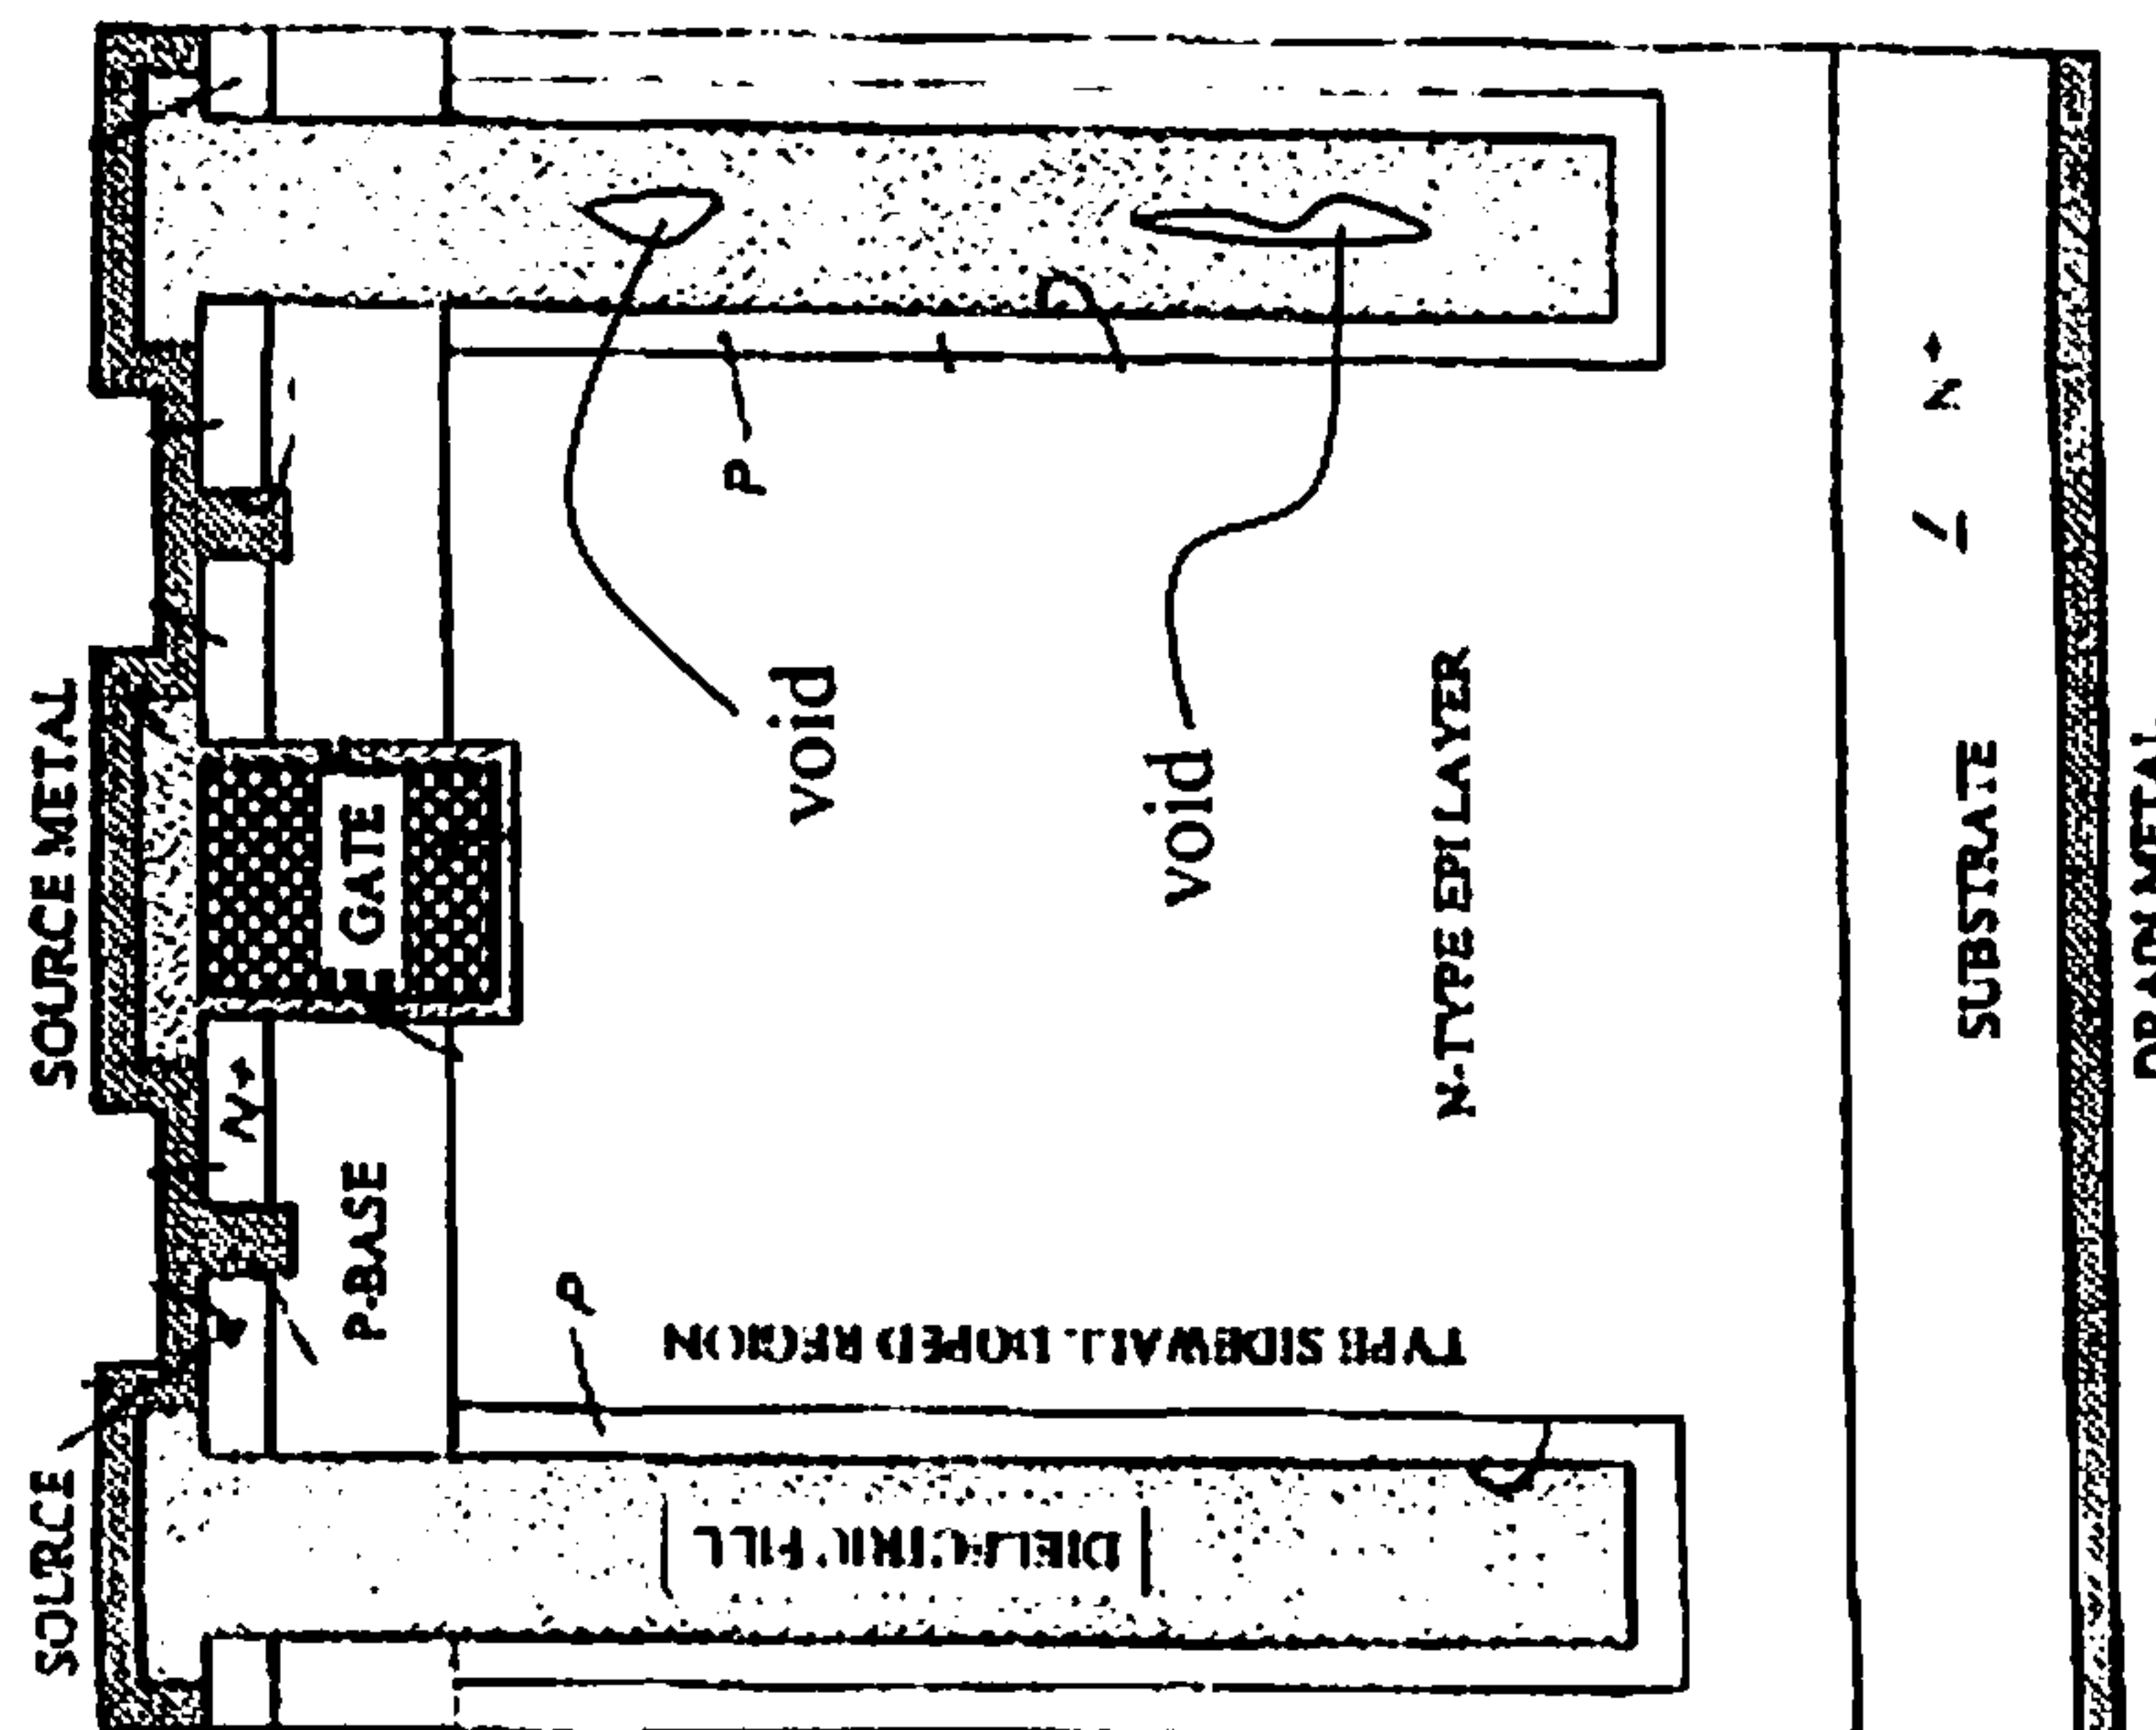 SOURCE METAL
SOURCE
GATE
N+
P-BASE
P
P
void
void
N-TYPE EPI LAYER
TYPE SIDEWALL DOPED REGION
DIELECTRIC FILL
N+
SUBSTRATE
DRAIN METAL